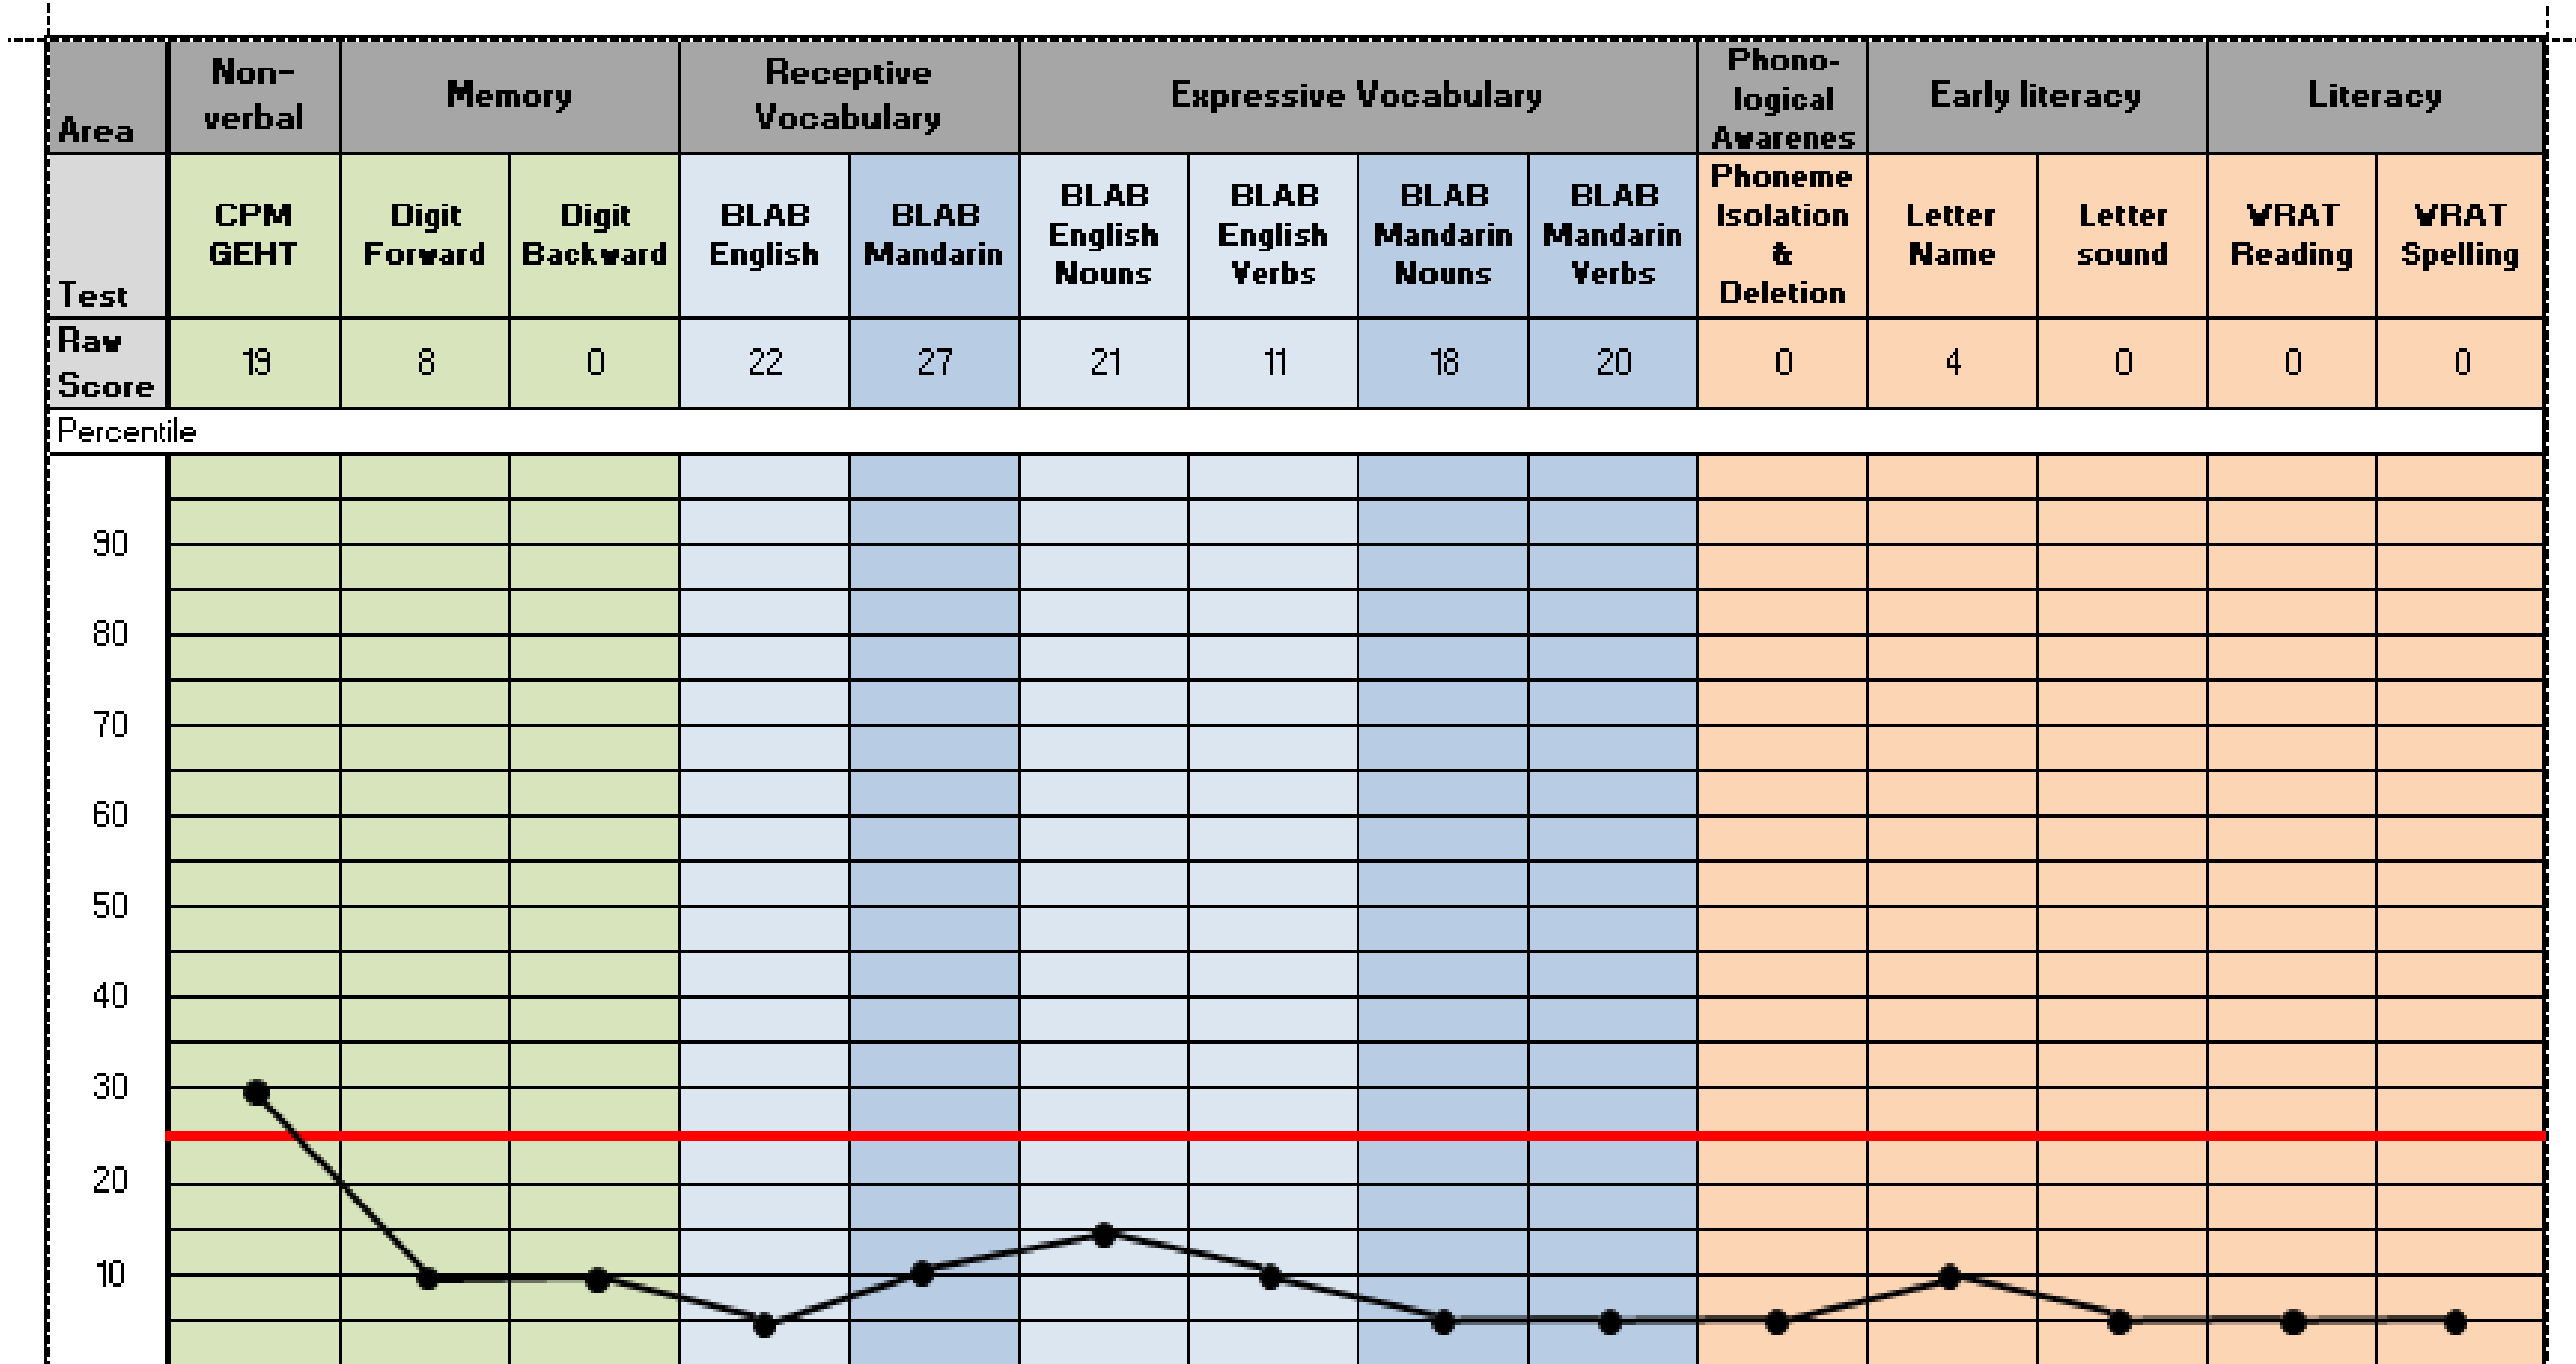 Area
Non-
verbal
Memory
Receptive
Vocabulary
Expressive Vocabulary
Phono-
logical
Awarenes
Early literacy
Literacy
Test
CPM
GEHT
Digit
Forward
Digit
Backward
BLAB
English
BLAB
Mandarin
BLAB
English
Nouns
BLAB
English
Verbs
BLAB
Mandarin
Nouns
BLAB
Mandarin
Verbs
Phoneme
Isolation
&
Deletion
Letter
Name
Letter
sound
WRAT
Reading
WRAT
Spelling
Raw
Score
19
8
0
22
27
21
11
18
20
0
4
0
0
0
Percentile
90
80
70
60
50
40
30
20
10